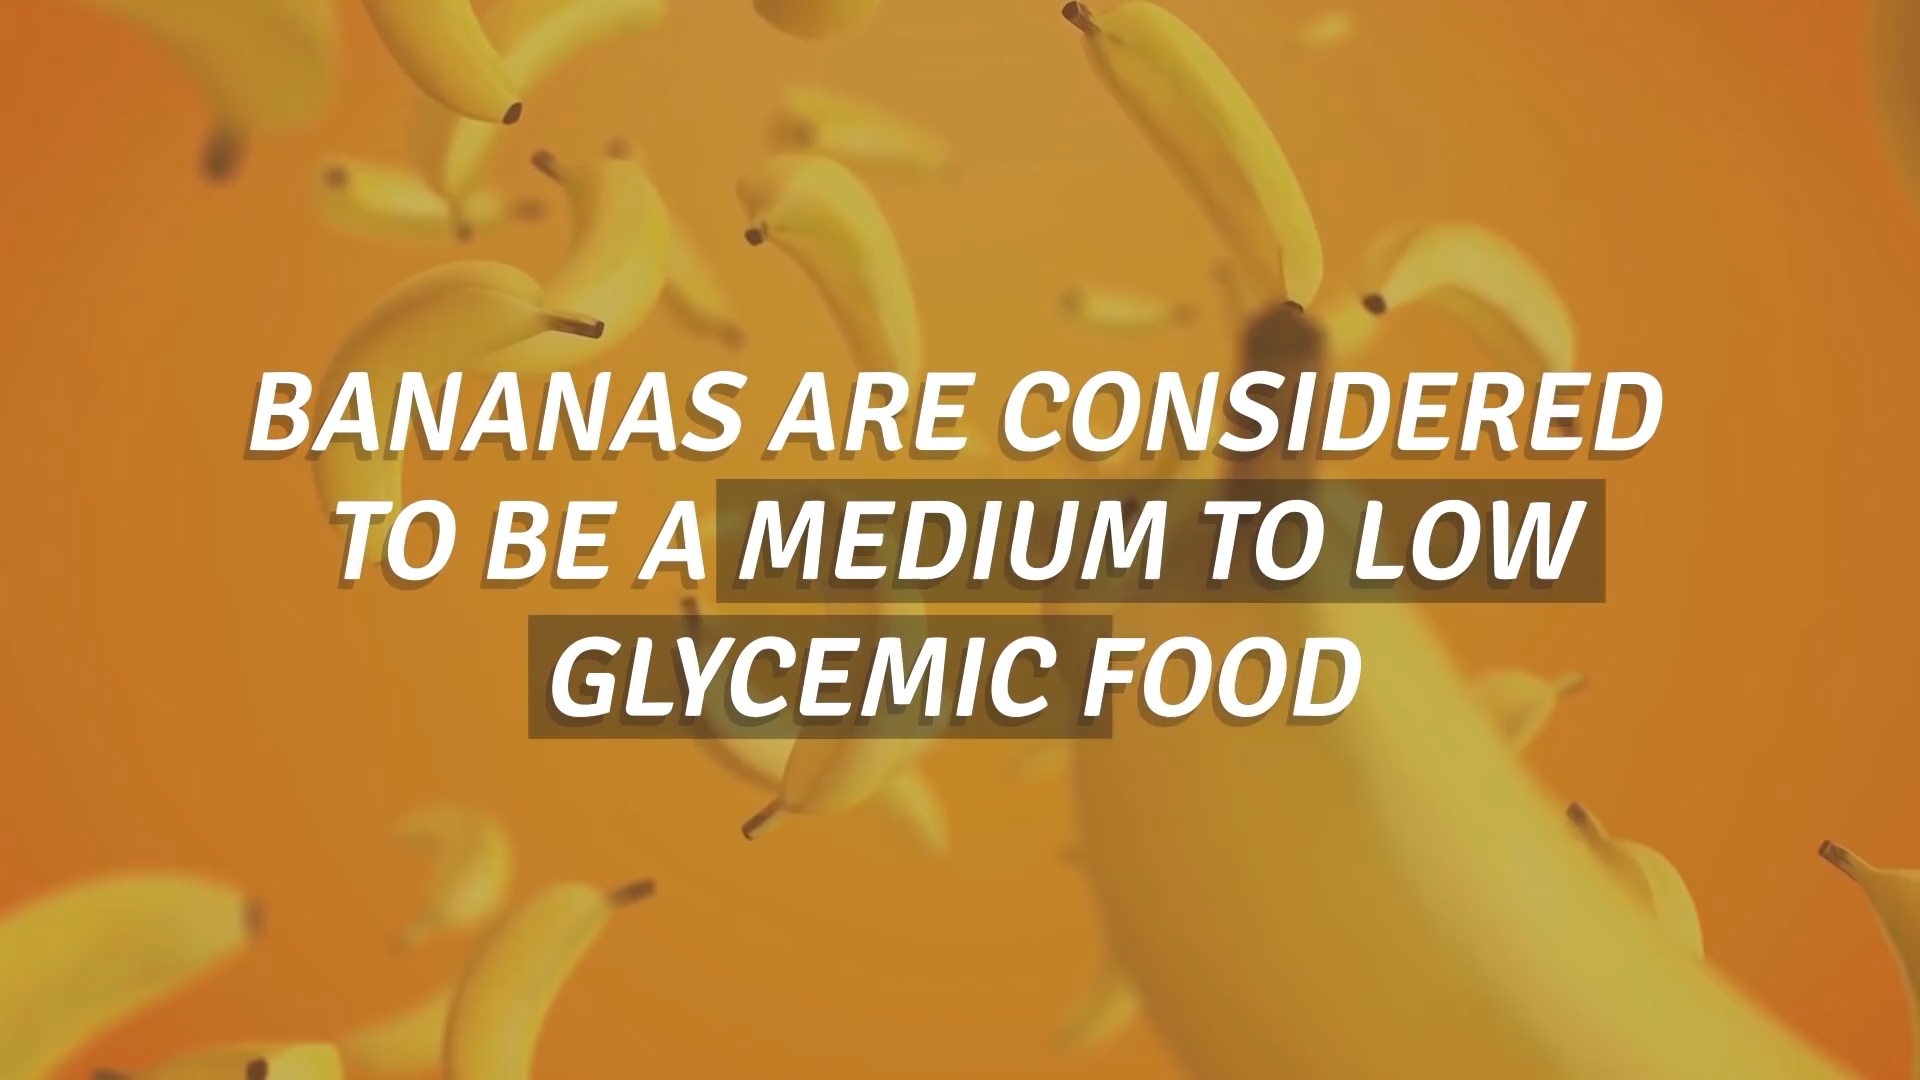 BANANAS ARE CONSIDERED
TO BE A MEDIUM TO LOW
GLYCEMIC FOOD